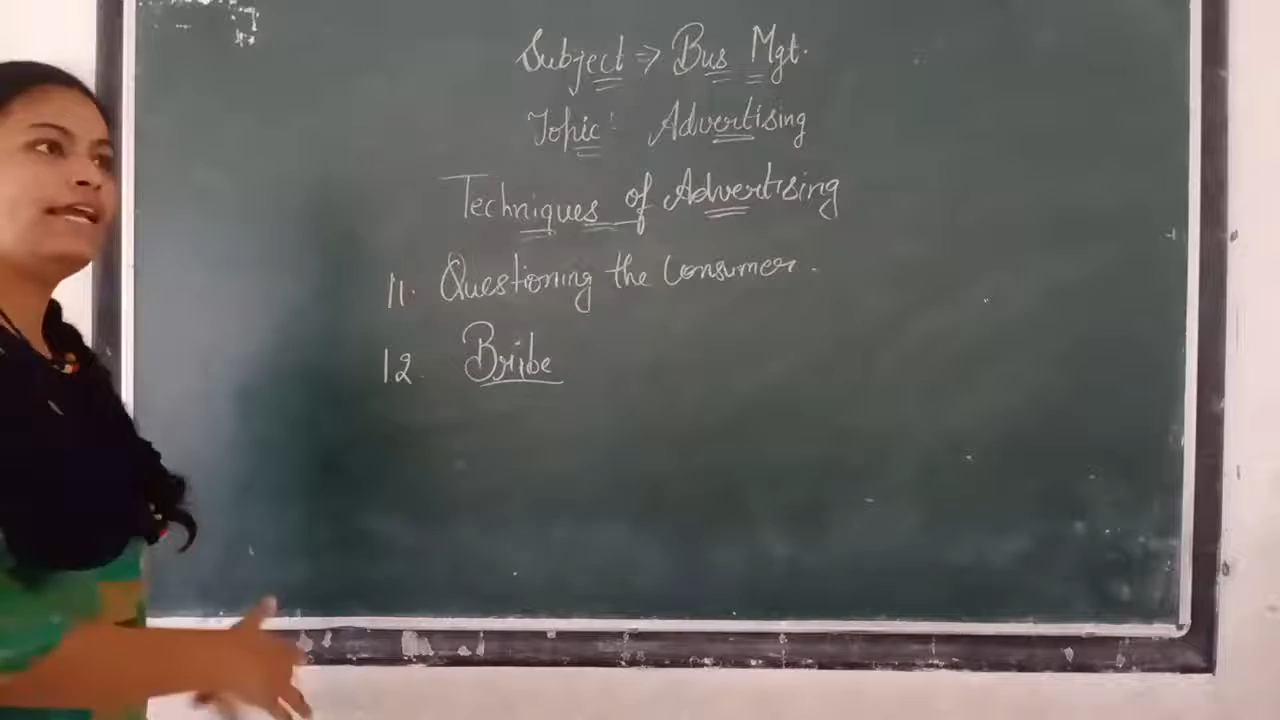 Subject => Bus Mgt.
Topic: Advertising
Techniques of Advertising
11. Questioning the Consumer.
12. Bribe